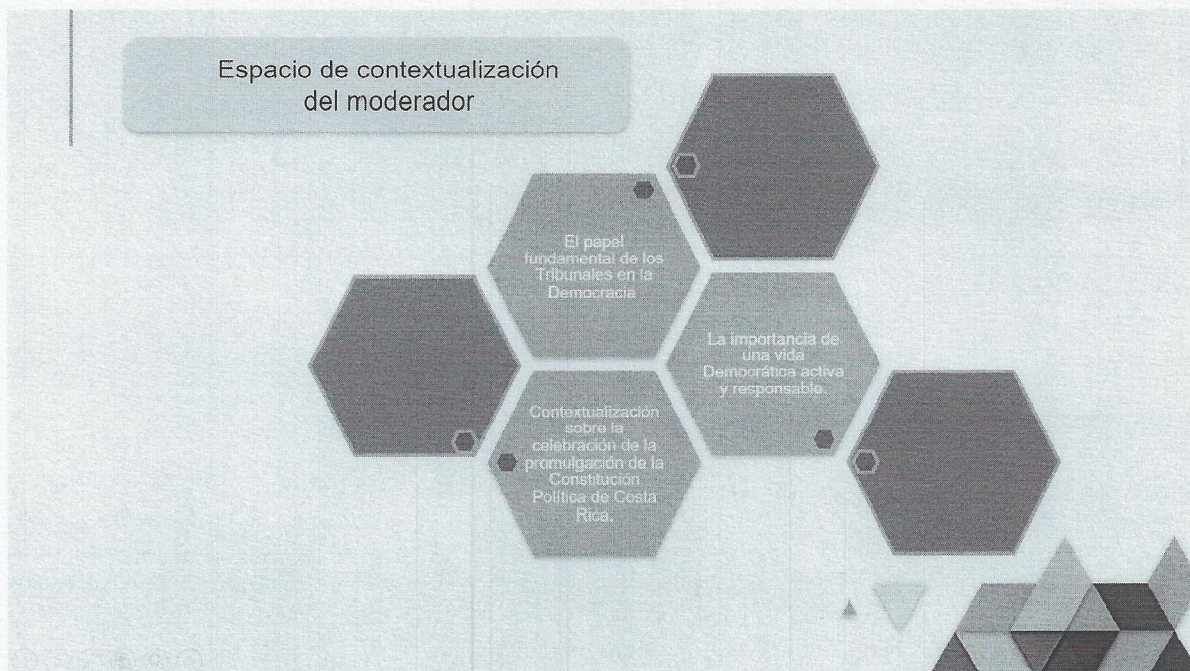 Espacio de contextualización
del moderador
El papel
fundamental de los
Tribunales en la
Democracia
La importancia de
una vida
Democrática activa
y responsable.
Contextualización
sobre la
celebración de la
promulgación de la
Constitución
Política de Costa
Rica.